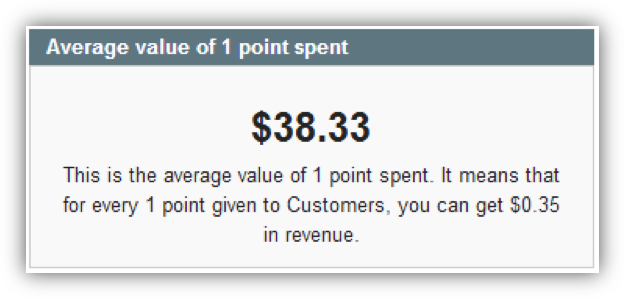 Average value of 1 point spent
$38.33
This is the average value of 1 point spent. It means that
for every 1 point given to Customers, you can get $0.35
in revenue.